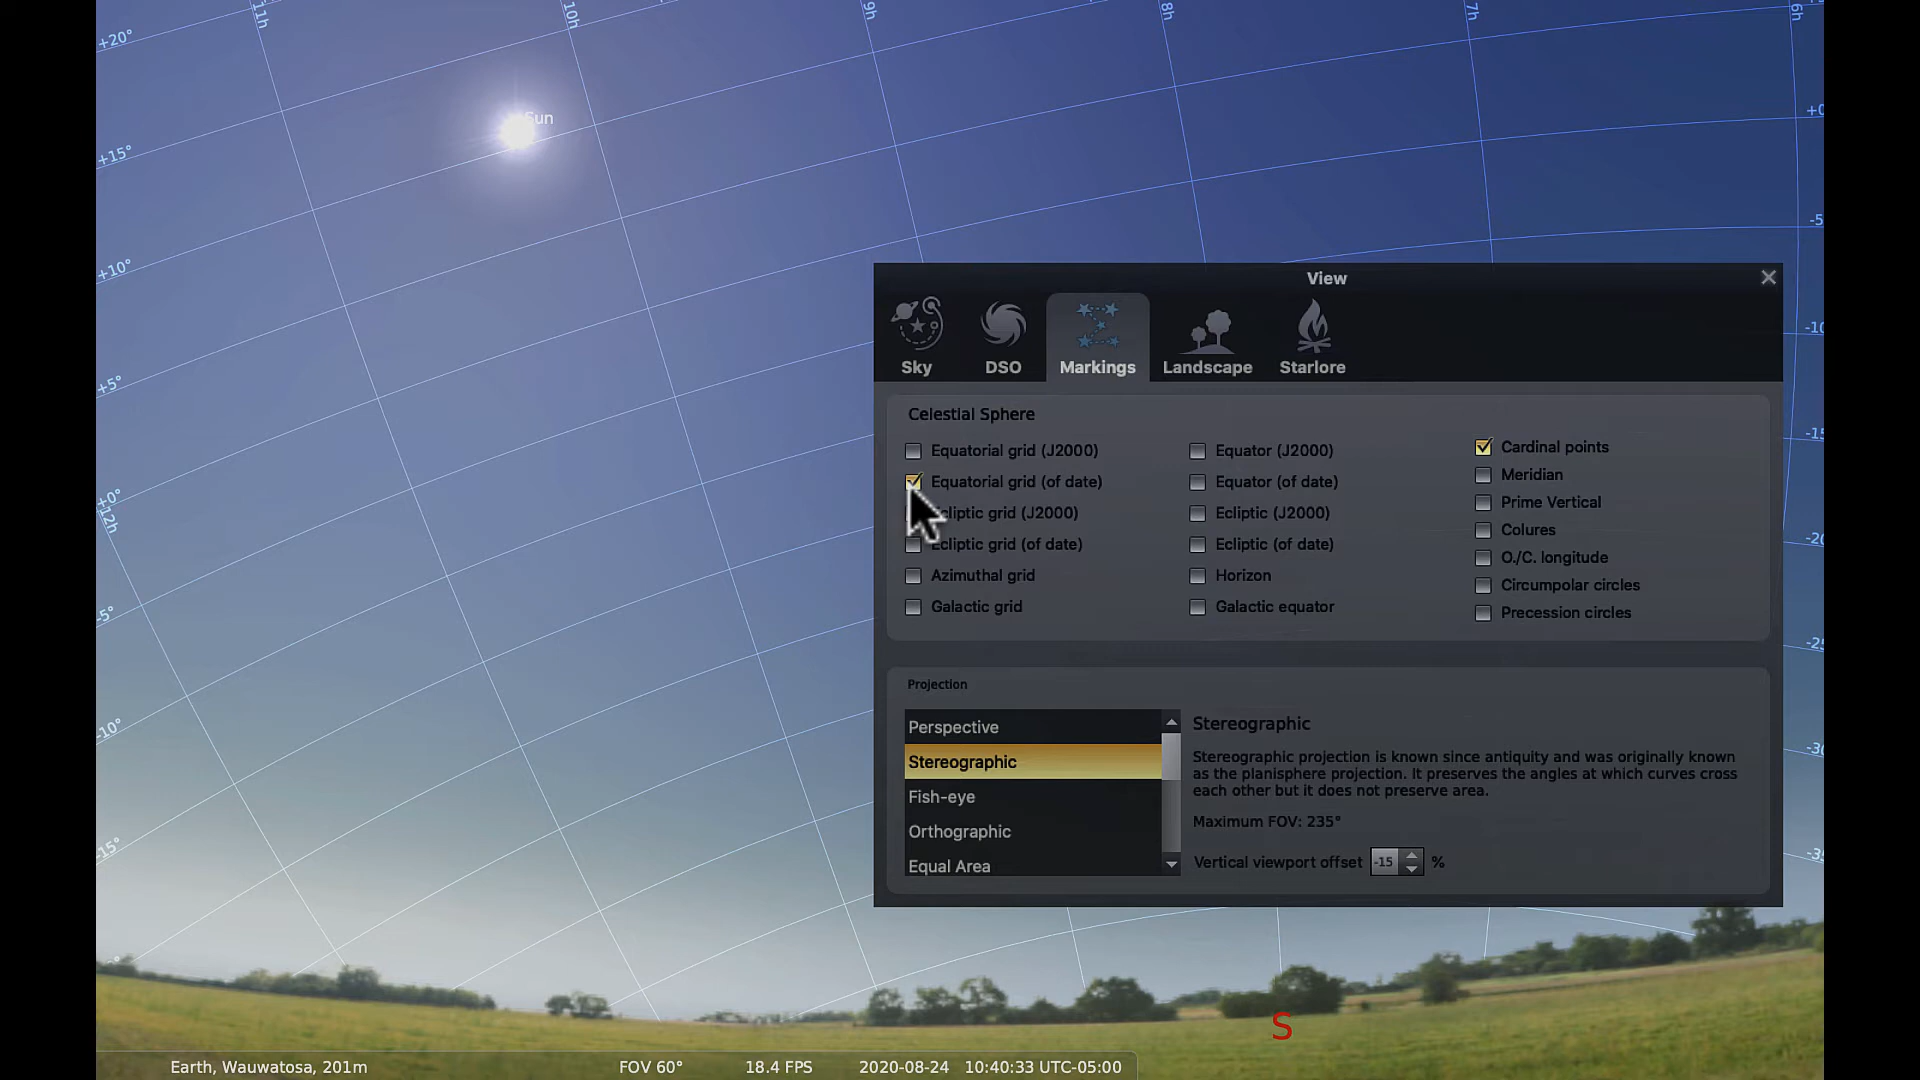 11h
10h
9h
8h
7h
6h
+20°
+15°
+10°
+5°
+0°
12h
-5°
-10°
-15°
Sun
+0
-5
-10
-15
-20
-25
-30
-35
View
Sky
DSO
Markings
Landscape
Starlore
Celestial Sphere
Equatorial grid (J2000)
Equatorial grid (of date)
Ecliptic grid (J2000)
Ecliptic grid (of date)
Azimuthal grid
Galactic grid
Equator (J2000)
Equator (of date)
Ecliptic (J2000)
Ecliptic (of date)
Horizon
Galactic equator
Cardinal points
Meridian
Prime Vertical
Colures
O./C. longitude
Circumpolar circles
Precession circles
Projection
Perspective
Stereographic
Fish-eye
Orthographic
Equal Area
Stereographic
Stereographic projection is known since antiquity and was originally known
as the planisphere projection. It preserves the angles at which curves cross
each other but it does not preserve area.
Maximum FOV: 235°
Vertical viewport offset -15 %
S
Earth, Wauwatosa, 201m FOV 60° 18.4 FPS 2020-08-24 10:40:33 UTC-05:00